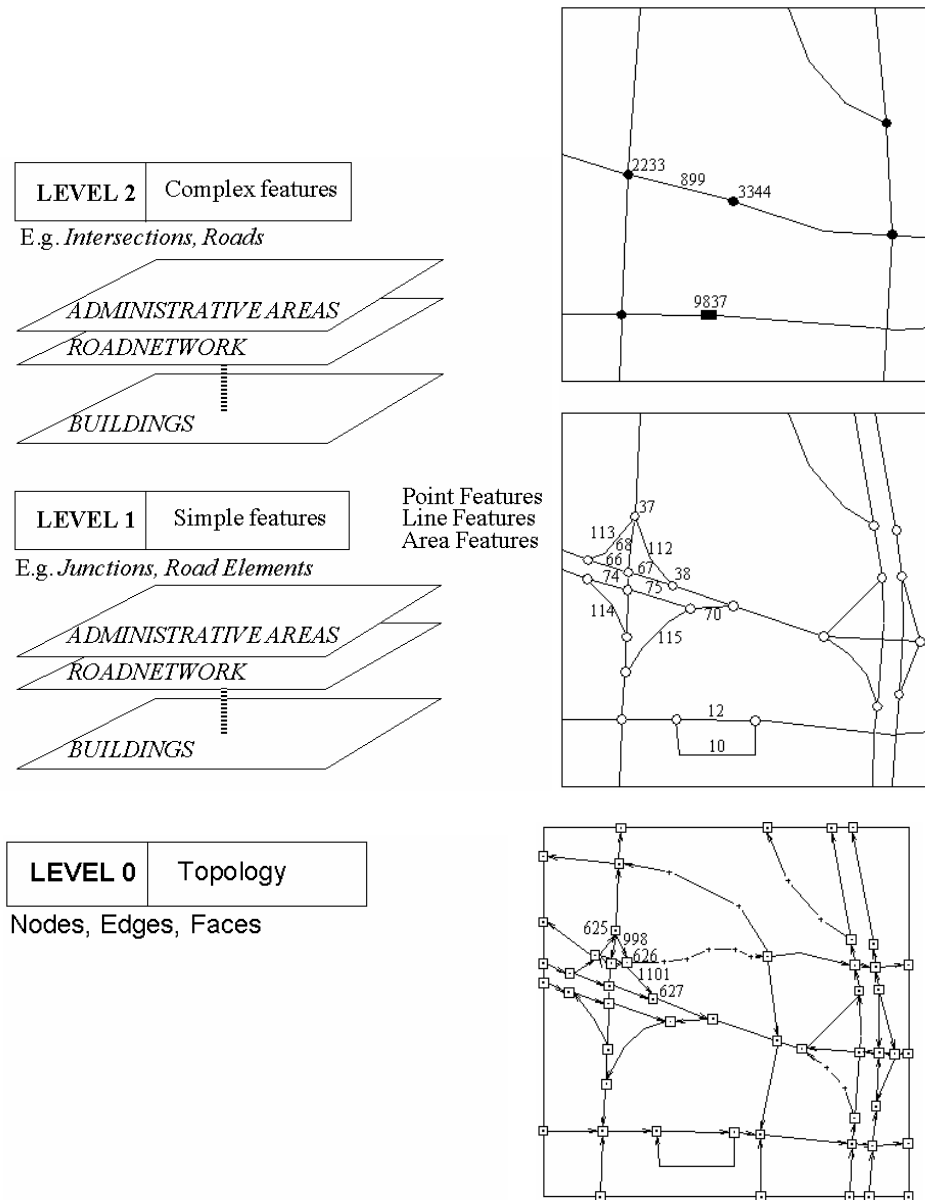 LEVEL 2 Complex features
E.g. Intersections, Roads
ADMINISTRATIVE AREAS
ROADNETWORK
BUILDINGS
2233
899
3344
9837
LEVEL 1 Simple features
E.g. Junctions, Road Elements
Point Features
Line Features
Area Features
ADMINISTRATIVE AREAS
ROADNETWORK
BUILDINGS
37
113
68
112
66
67
38
74
75
114
70
115
12
10
LEVEL 0 Topology
Nodes, Edges, Faces
625
998
626
1101
627